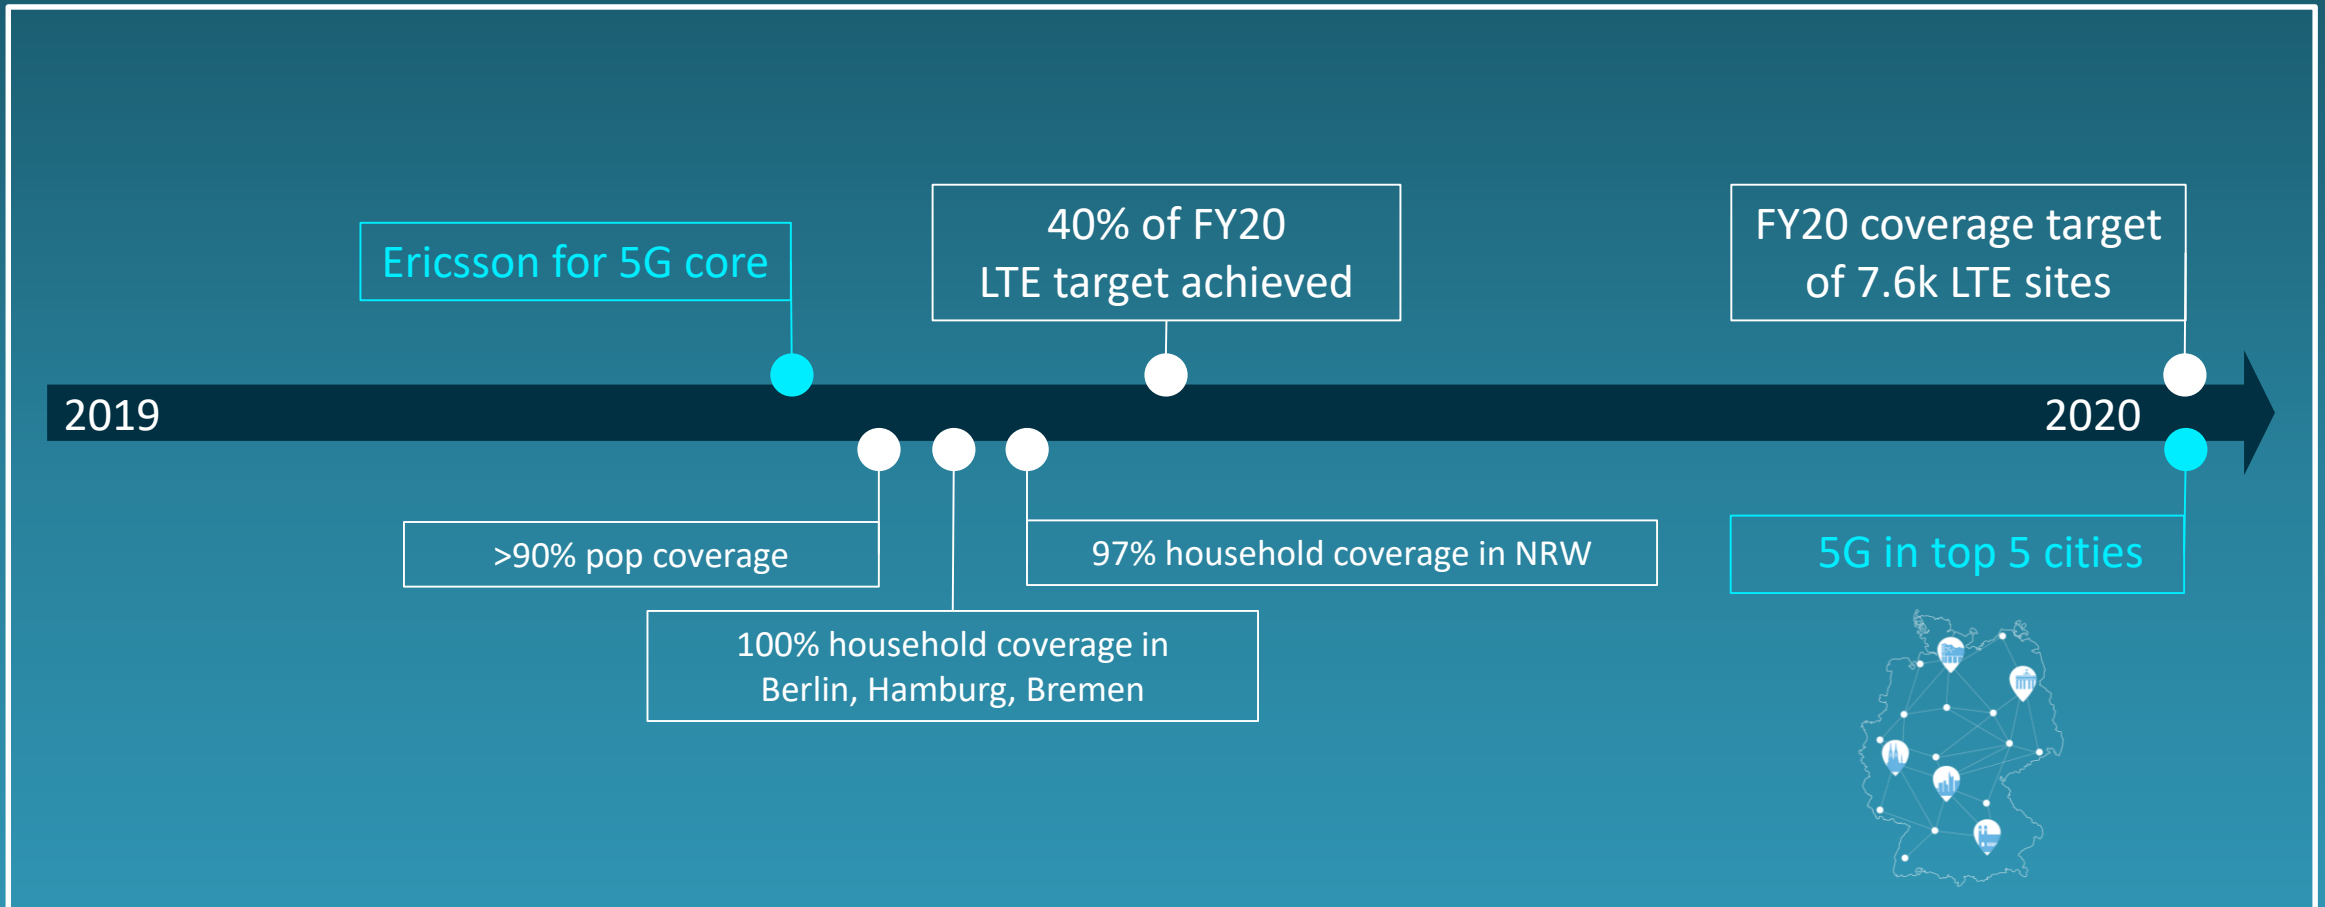 Ericsson for 5G core
40% of FY20
LTE target achieved
FY20 coverage target
of 7.6k LTE sites
2019
2020
>90% pop coverage
97% household coverage in NRW
5G in top 5 cities
100% household coverage in
Berlin, Hamburg, Bremen